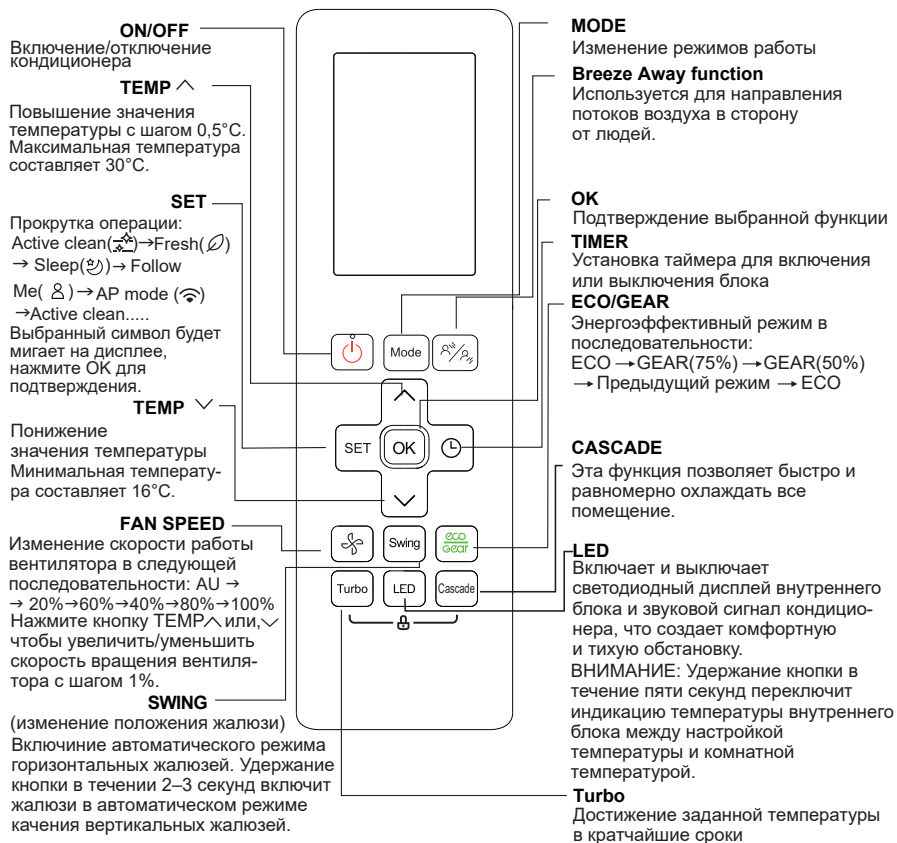 ON/OFF
Включение/отключение
кондиционера
TEMP
Повышение значения
температуры с шагом 0,5°C.
Максимальная температура
составляет 30°C.
SET
Прокрутка операции:
Active clean( )→Fresh( )
→ Sleep( )→ Follow
Me( )→AP mode ( )
→Active clean.....
Выбранный символ будет
мигает на дисплее,
нажмите OK для
подтверждения.
TEMP
Понижение
значения температуры
Минимальная температу-
ра составляет 16°C.
FAN SPEED
Изменение скорости работы
вентилятора в следующей
последовательности: AU →
→ 20%→60%→40%→80%→100%
Нажмите кнопку TEMP или,
чтобы увеличить/уменьшить
скорость вращения вентиля-
тора с шагом 1%.
SWING
(изменение положения жалюзи)
Включиние автоматического режима
горизонтальных жалюзей. Удержание
кнопки в течении 2–3 секунд включит
жалюзи в автоматическом режиме
качения вертикальных жалюзей.
Mode
SET
OK
Swing
eco
Gear
Turbo
LED
Cascade
MODE
Изменение режимов работы
Breeze Away function
Используется для направления
потоков воздуха в сторону
от людей.
OK
Подтверждение выбранной функции
TIMER
Установка таймера для включения
или выключения блока
ECO/GEAR
Энергоэффективный режим в
последовательности:
ECO →GEAR(75%) →GEAR(50%)
→ Предыдущий режим → ECO
CASCADE
Эта функция позволяет быстро и
равномерно охлаждать все
помещение.
LED
Включает и выключает
светодиодный дисплей внутреннего
блока и звуковой сигнал кондицио-
нера, что создает комфортную
и тихую обстановку.
ВНИМАНИЕ: Удержание кнопки в
течение пяти секунд переключит
индикацию температуры внутреннего
блока между настройкой
температуры и комнатной
температурой.
Turbo
Достижение заданной температуры
в кратчайшие сроки